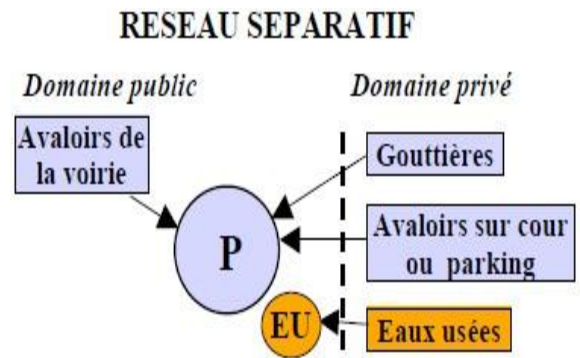 RESEAU SEPARATIF
Domaine public
Domaine privé
Avaloirs de
la voirie
Gouttières
P
Avaloirs sur cour
ou parking
EU
Eaux usées